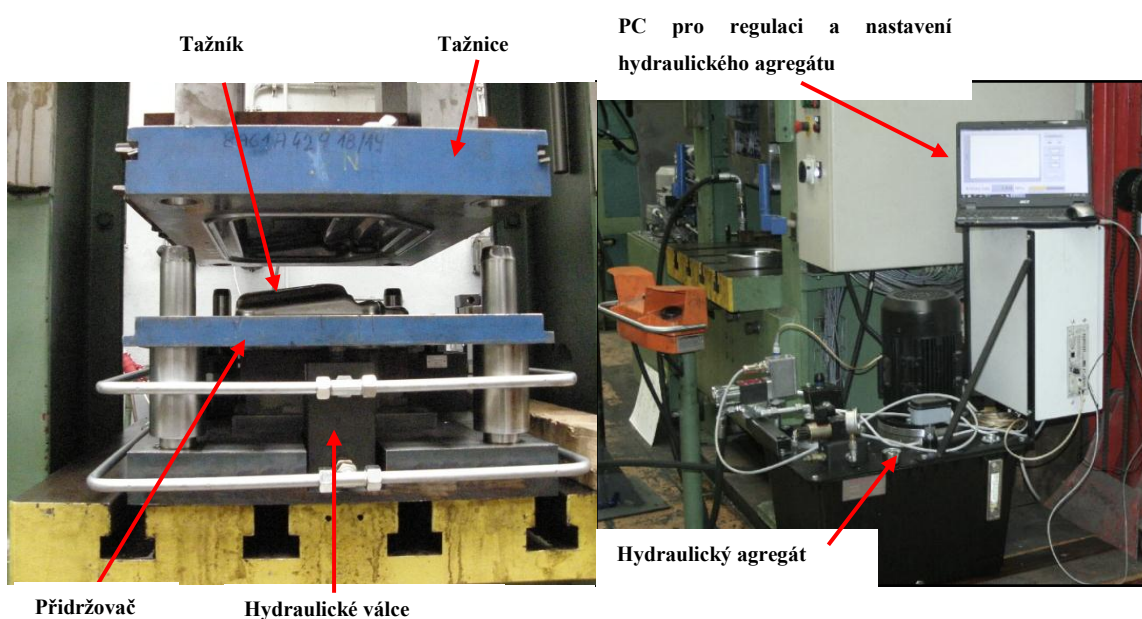 Tažník
Tažnice
PC pro regulaci a nastavení
hydraulického agregátu
N
Hydraulický agregát
Přidržovač
Hydraulické válce